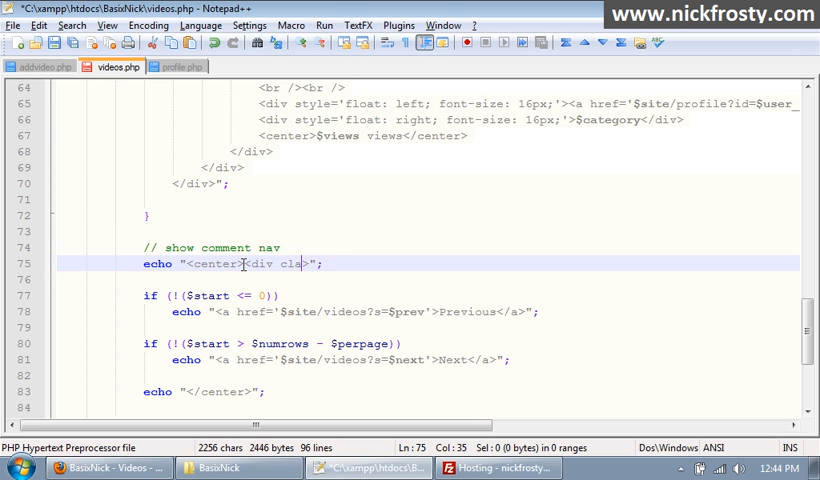 *C:\xampp\htdocs\BasixNick\videos.php - Notepad++
www.nickfrosty.com
File Edit Search View Encoding Language Settings Macro Run TextFX Plugins Window ?
addvideo.php videos.php profile.php
64 <br /><br />
65 <div style='float: left; font-size: 16px;'><a href='$site/profile?id=$user_
66 <div style='float: right; font-size: 16px;'>$category</div>
67 <center>$views views</center>
68 </div>
69 </div>
70 </div>";
71
72 }
73
74 // show comment nav
75 echo "<center><div cla>";
76
77 if (!($start <= 0))
78 echo "<a href='$site/videos?s=$prev'>Previous</a>";
79
80 if (!($start > $numrows - $perpage))
81 echo "<a href='$site/videos?s=$next'>Next</a>";
82
83 echo "</center>";
84
PHP Hypertext Preprocessor file 2256 chars 2446 bytes 96 lines Ln : 75 Col : 35 Sel : 0 (0 bytes) in 0 ranges Dos\Windows ANSI INS
BasixNick - Videos - ... BasixNick *C:\xampp\htdocs\B... Hosting - nickfrosty... 12:44 PM